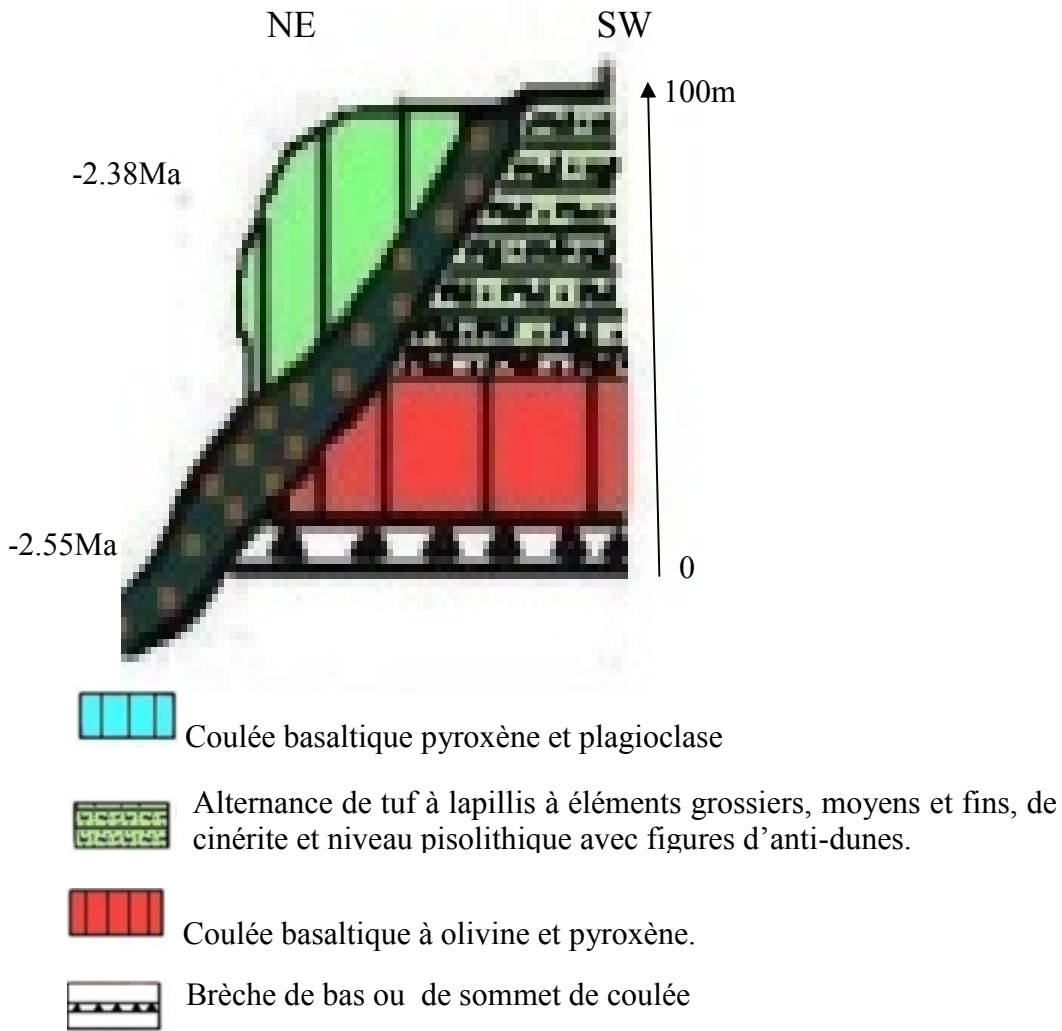 NE SW
100m
-2.38Ma
-2.55Ma
0
Coulée basaltique pyroxène et plagioclase
Alternance de tuf à lapillis à éléments grossiers, moyens et fins, de
cinérite et niveau pisolithique avec figures d’anti-dunes.
Coulée basaltique à olivine et pyroxène.
Brèche de bas ou de sommet de coulée